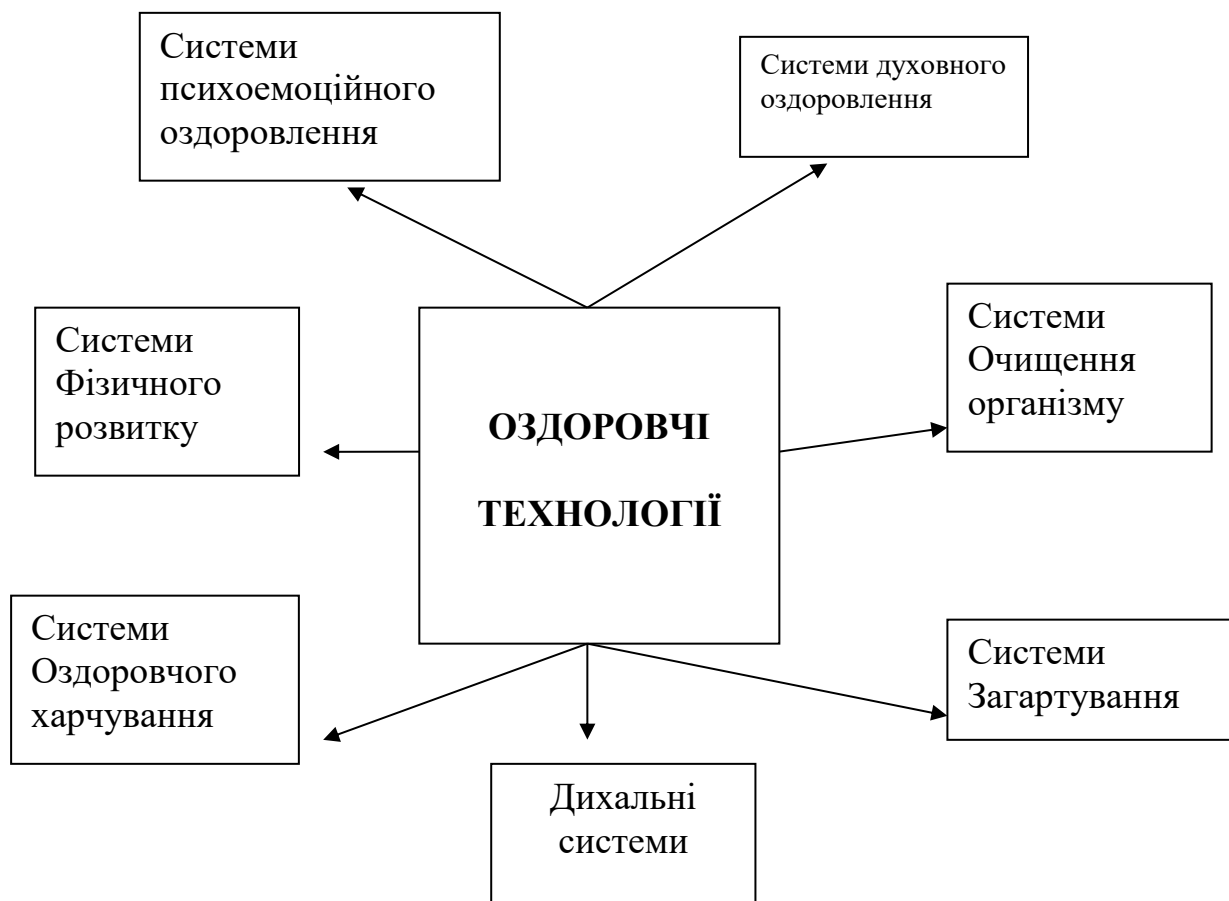 Системи
психоемоційного
оздоровлення
Системи духовного
оздоровлення
Системи
Фізичного
розвитку
ОЗДОРОВЧІ
ТЕХНОЛОГІЇ
Системи
Очищення
організму
Системи
Оздоровчого
харчування
Дихальні
системи
Системи
Загартування